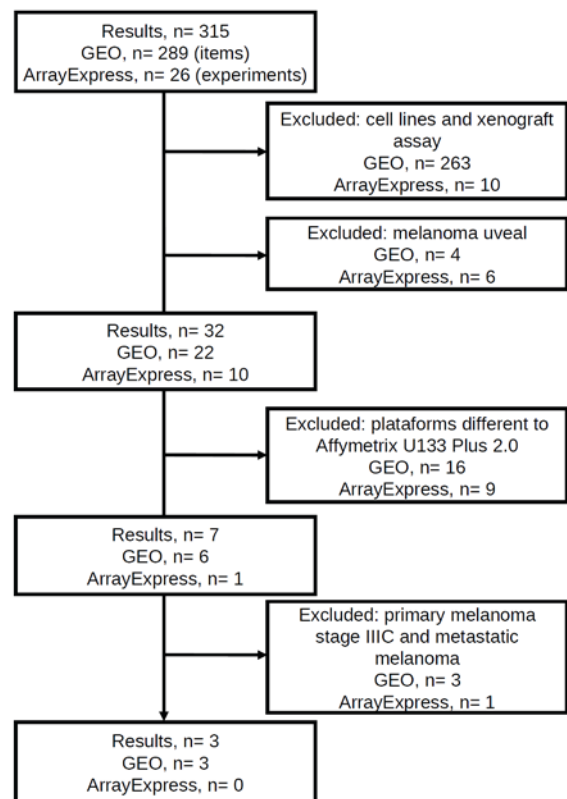 Results, n= 315
GEO, n= 289 (items)
ArrayExpress, n= 26 (experiments)
Excluded: cell lines and xenograft
assay
GEO, n= 263
ArrayExpress, n= 10
Excluded: melanoma uveal
GEO, n= 4
ArrayExpress, n= 6
Results, n= 32
GEO, n= 22
ArrayExpress, n= 10
Excluded: plataforms different to
Affymetrix U133 Plus 2.0
GEO, n= 16
ArrayExpress, n= 9
Results, n= 7
GEO, n= 6
ArrayExpress, n= 1
Excluded: primary melanoma
stage IIIC and metastatic
melanoma
GEO, n= 3
ArrayExpress, n= 1
Results, n= 3
GEO, n= 3
ArrayExpress, n= 0